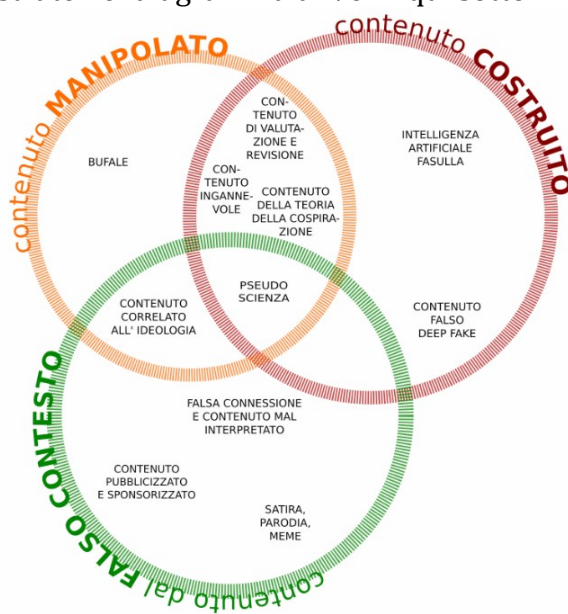 contenuto MANIPOLATO
contenuto COSTRUITO
BUFALE
CON-
TENUTO
DI VALUTA-
ZIONE E
REVISIONE
INTELLIGENZA
ARTIFICIALE
FASULLA
CON-
TENUTO
INGANNE-
VOLE
CONTENUTO
DELLA TEORIA
DELLA COSPIRA-
ZIONE
PSEUDO
SCIENZA
CONTENUTO
CORRELATO
ALL' IDEOLOGIA
CONTENUTO
FALSO
DEEP FAKE
FALSA CONNESSIONE
E CONTENUTO MAL
INTERPRETATO
CONTENUTO
PUBBLICIZZATO
E SPONSORIZZATO
SATIRA,
PARODIA,
MEME
contenuto dal FALSO CONTESTO